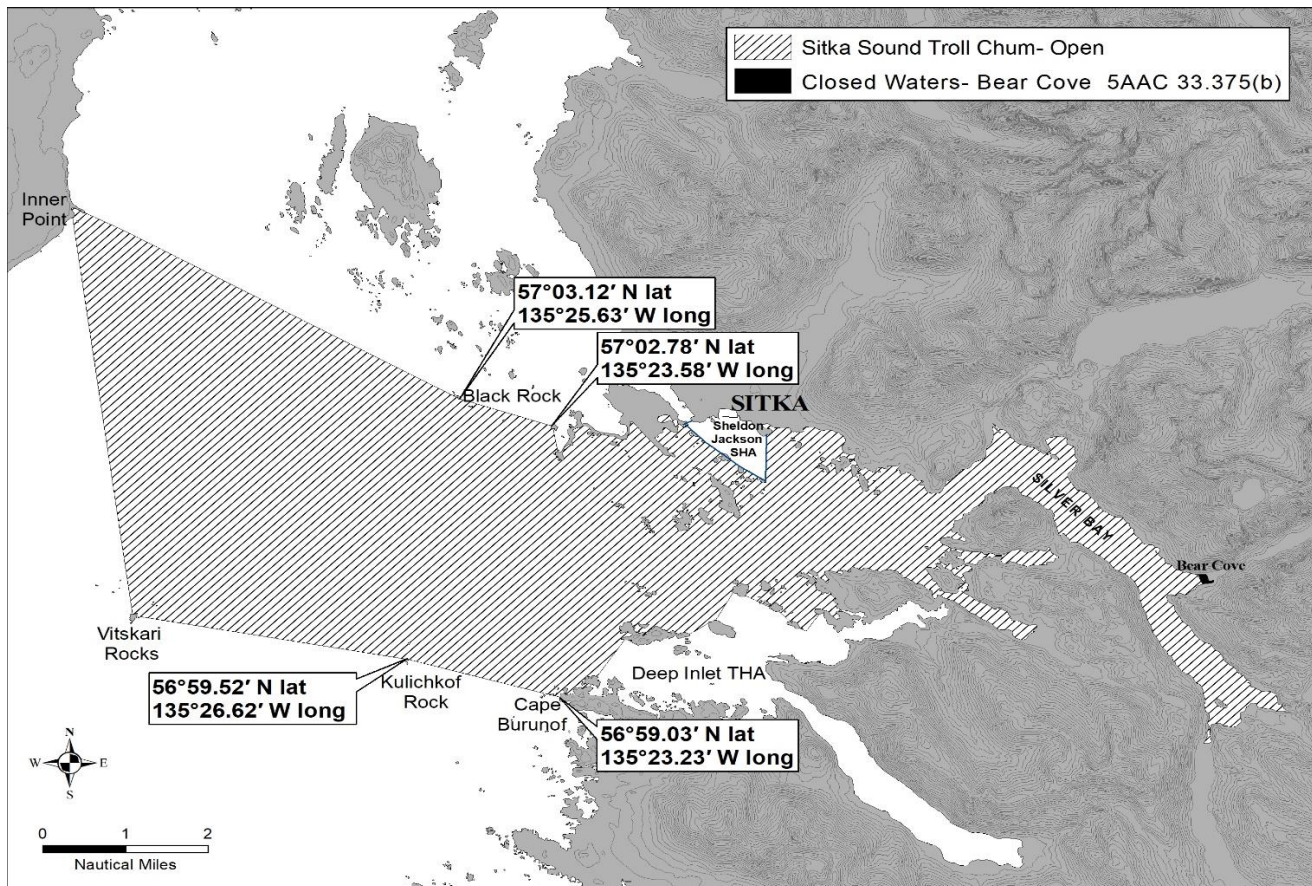 Sitka Sound Troll Chum- Open
Closed Waters- Bear Cove 5AAC 33.375(b)
Inner
Point
57°03.12′ N lat
135°25.63′ W long
57°02.78′ N lat
135°23.58′ W long
Black Rock
SITKA
Sheldon
Jackson
SHA
SILVER BAY
Bear Cove
Vitskari
Rocks
Deep Inlet THA
56°59.52′ N lat
135°26.62′ W long
Kulichkof
Rock
Cape
Burunof
56°59.03′ N lat
135°23.23′ W long
N
W E
S
0 1 2
Nautical Miles